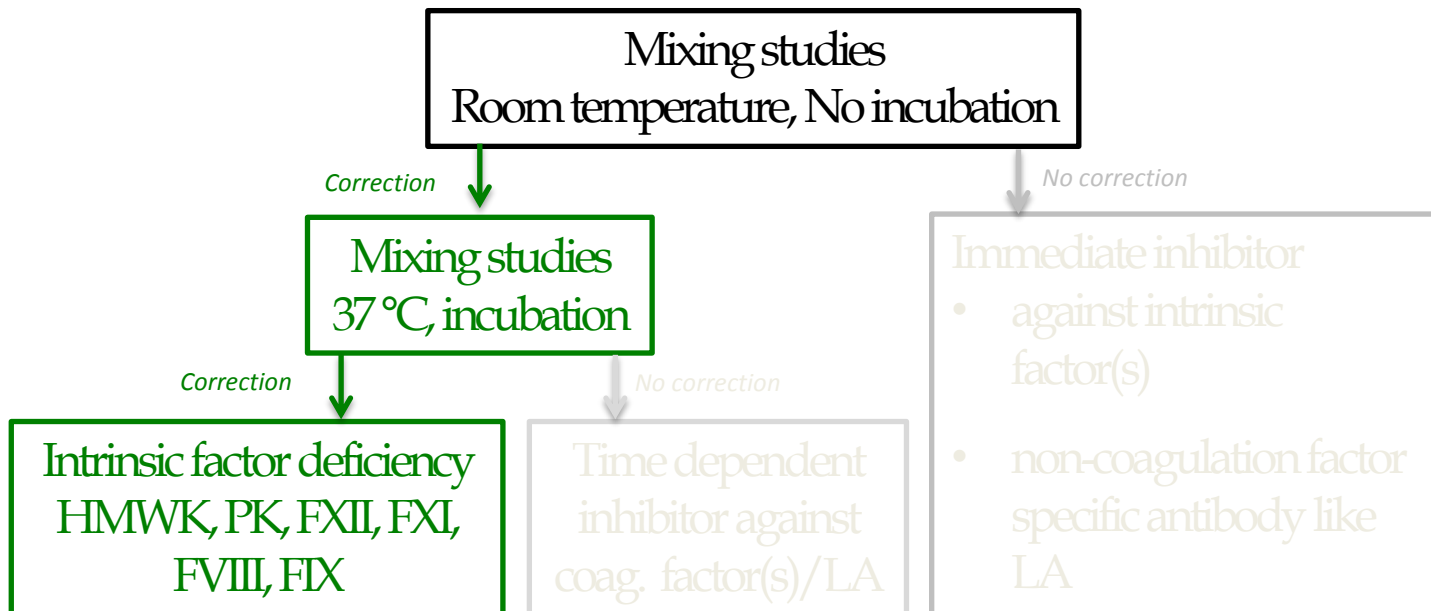 Mixing studies
Room temperature, No incubation
Correction
No correction
Mixing studies
37 °C, incubation
Immediate inhibitor
• against intrinsic
factor(s)
• non-coagulation factor
specific antibody like
LA
Correction
No correction
Intrinsic factor deficiency
HMWK, PK, FXII, FXI,
FVIII, FIX
Time dependent
inhibitor against
coag. factor(s)/LA